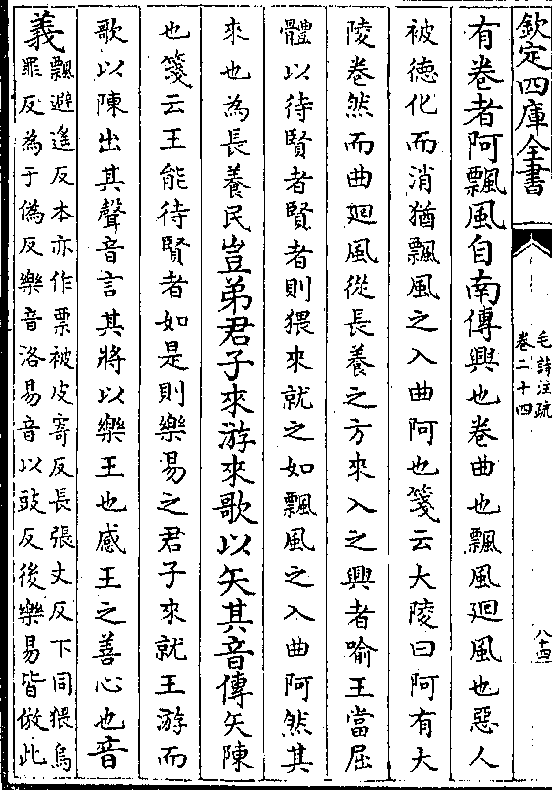 欽定四庫全書
毛詩注疏
卷二十四
八十四
有卷者阿飄風自南傳興也卷曲也飄風廻風也惡人
被德化而消猶飄風之入曲阿也箋云大陵曰阿有大
陵卷然而曲廻風從長養之方來入之興者喻王當屈
體以待賢者賢者則猥來就之如飄風之入曲阿然其
來也為長養民豈弟君子來游來歌以矢其音傳矢陳
也箋云王能待賢者如是則樂易之君子來就王游而
歌以陳出其聲音言其將以樂王也感王之善心也音
義飄避遙反本亦作票被皮寄反長張丈反下同猥烏
罪反為于偽反樂音洛易音以豉反後樂易皆倣此